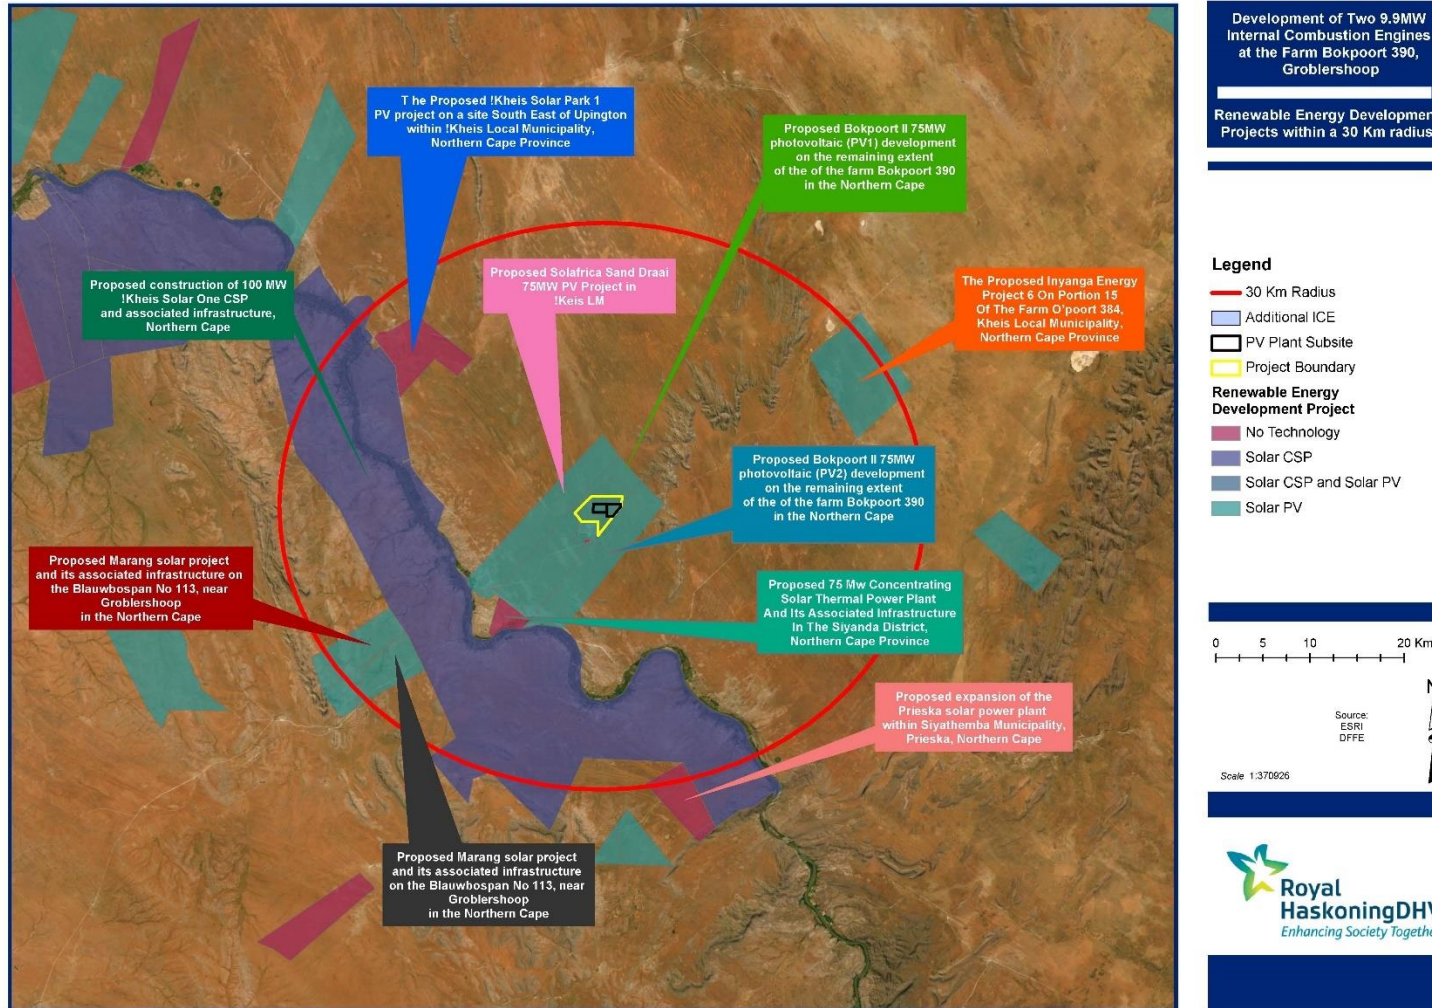 T he Proposed !Kheis Solar Park 1
PV project on a site South East of Upington
within !Kheis Local Municipality,
Northern Cape Province
Proposed Bokpoort II 75MW
photovoltaic (PV1) development
on the remaining extent
of the of the farm Bokpoort 390
in the Northern Cape
Proposed construction of 100 MW
!Kheis Solar One CSP
and associated infrastructure,
Northern Cape
Proposed Solafrica Sand Draai
75MW PV Project in
!Keis LM
The Proposed Inyanga Energy
Project 6 On Portion 15
Of The Farm O'poort 384,
Kheis Local Municipality,
Northern Cape Province
Proposed Bokpoort II 75MW
photovoltaic (PV2) development
on the remaining extent
of the of the farm Bokpoort 390
in the Northern Cape
Proposed Marang solar project
and its associated infrastructure on
the Blauwbospan No 113, near
Groblershoop
in the Northern Cape
Proposed 75 Mw Concentrating
Solar Thermal Power Plant
And Its Associated Infrastructure
In The Siyanda District,
Northern Cape Province
Proposed expansion of the
Prieska solar power plant
within Siyathemba Municipality,
Prieska, Northern Cape
Proposed Marang solar project
and its associated infrastructure
on the Blauwbospan No 113, near
Groblershoop
in the Northern Cape
Development of Two 9.9MW
Internal Combustion Engines
at the Farm Bokpoort 390,
Groblershoop
Renewable Energy Developmen
Projects within a 30 Km radius
Legend
30 Km Radius
Additional ICE
PV Plant Subsite
Project Boundary
Renewable Energy
Development Project
No Technology
Solar CSP
Solar CSP and Solar PV
Solar PV
0 5 10 20 Km
N
Source:
ESRI
DFFE
Scale 1:370926
Royal
HaskoningDHV
Enhancing Society Togethe